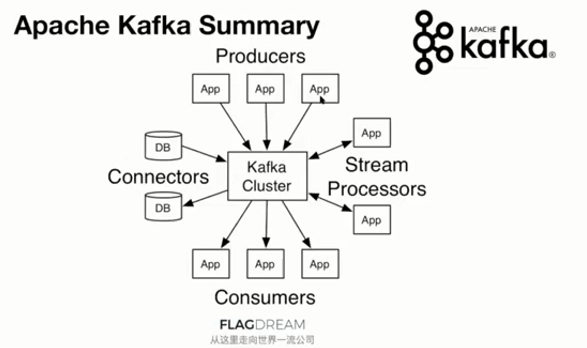 Apache Kafka Summary
APACHE
kafka®
Producers
App
App
App
DB
Connectors
DB
Kafka
Cluster
App
Stream
Processors
App
App
App
App
Consumers
FLAGDREAM
从这里走向世界一流公司